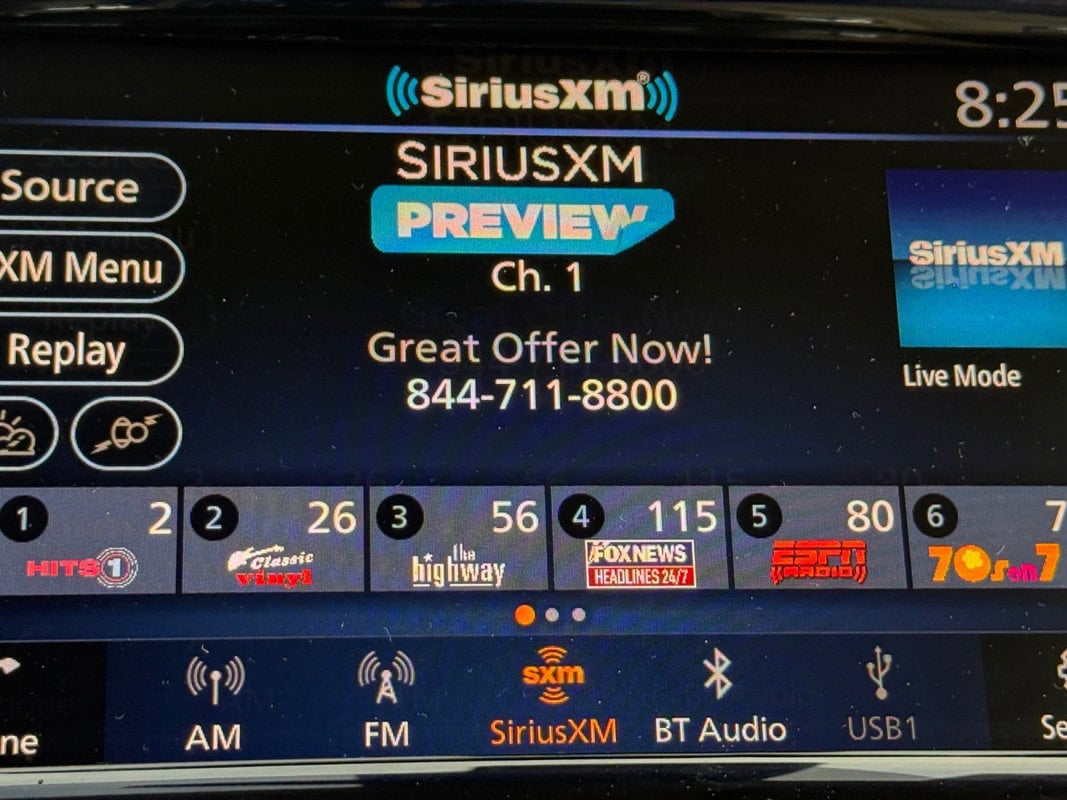 SiriusXM®
8:25
Source
SIRIUSXM
PREVIEW
XM Menu
Ch. 1
SiriusXM
Replay
Great Offer Now!
844-711-8800
Live Mode
1 2
HITS 1
2 26
Classic
vinyl
3 56
the
highway
4 115
FOX NEWS
HEADLINES 24/7
5 80
ESPN
RADIO
6 7
70s on 7
sxm
AM
FM
SiriusXM
BT Audio
USB1